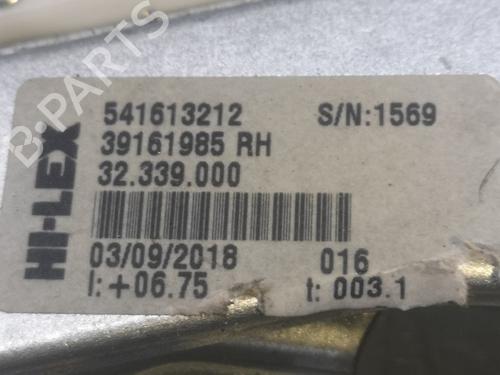 B-PARTS
HI-LEX
541613212 S/N:1569
39161985 RH
32.339.000
03/09/2018 016
I:+06.75 t: 003.1